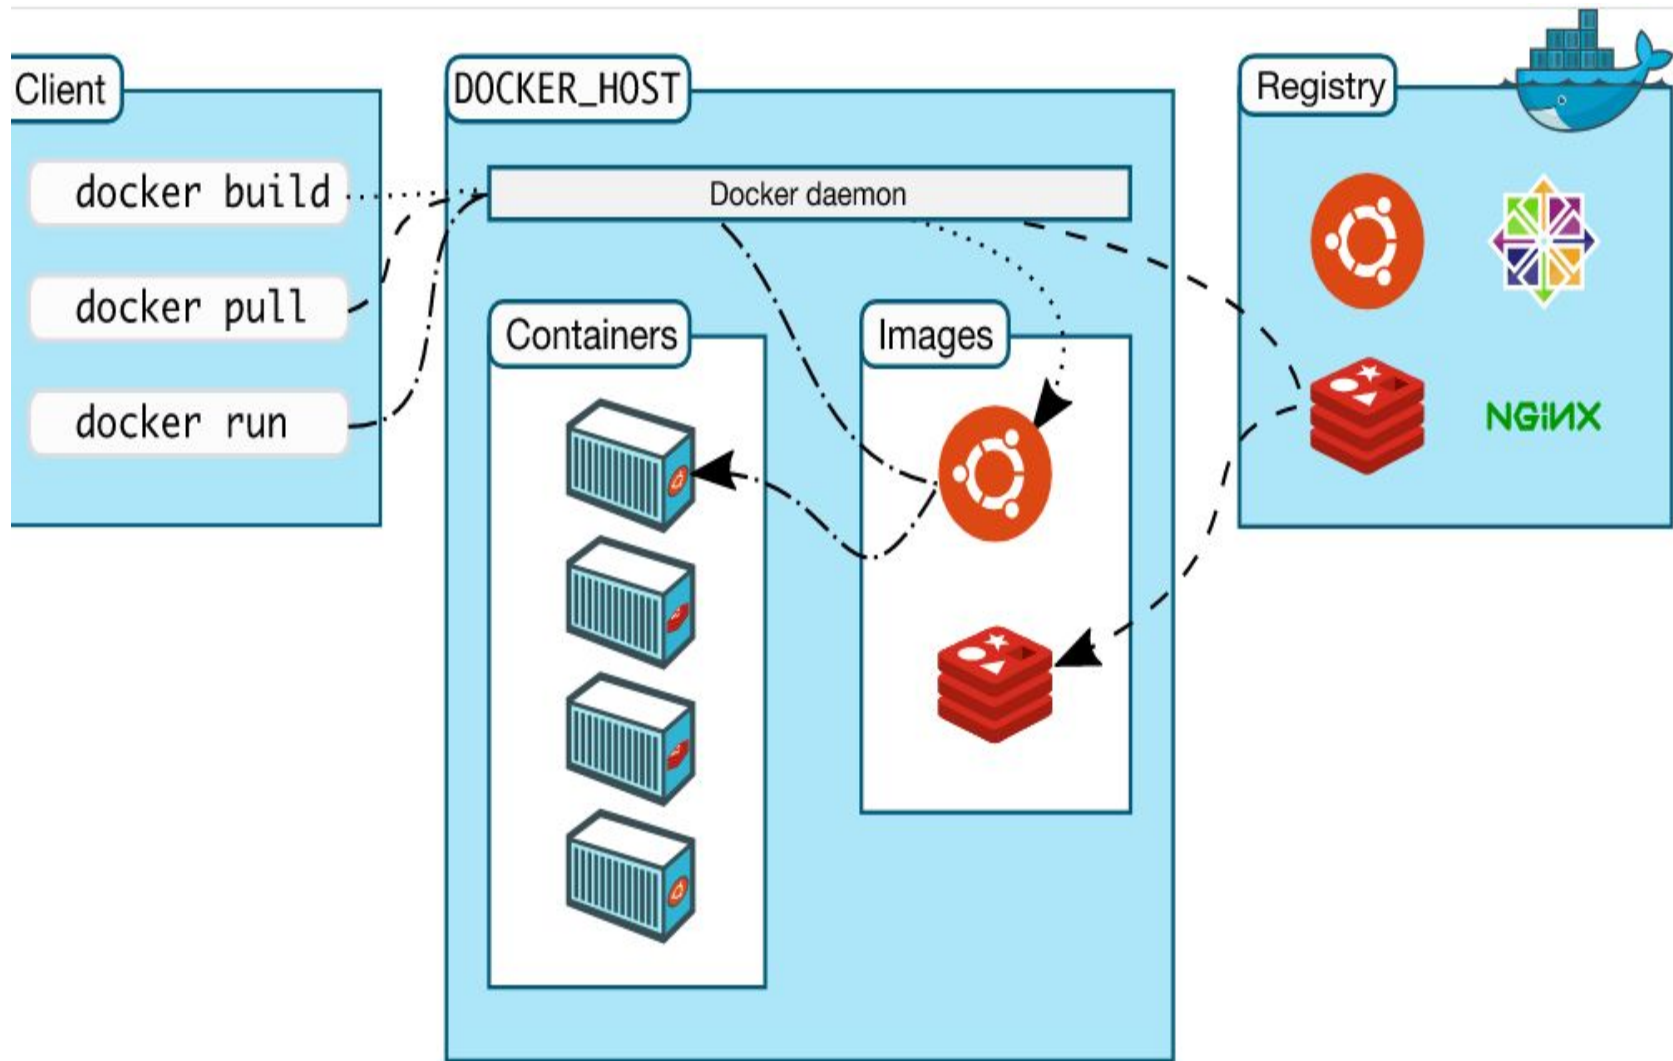 Client
docker build
docker pull
docker run
DOCKER_HOST
Docker daemon
Containers
Images
Registry
NGINX